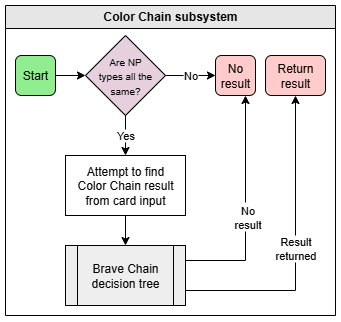 Color Chain subsystem
Start
Are NP
types all the
same?
No
No
result
Return
result
Yes
Attempt to find
Color Chain result
from card input
No
result
Result
returned
Brave Chain
decision tree